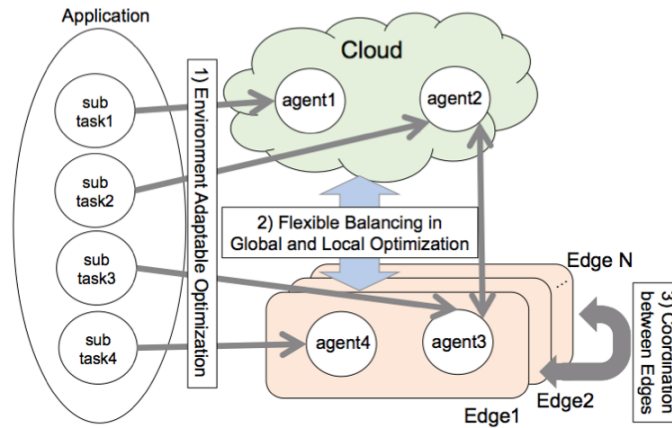 Application
sub
task1
sub
task2
sub
task3
sub
task4
1) Environment Adaptable
Optimization
Cloud
agent1
agent2
2) Flexible Balancing in
Global and Local Optimization
Edge N
...
agent4
agent3
Edge2
Edge1
3) Coordination
between Edges